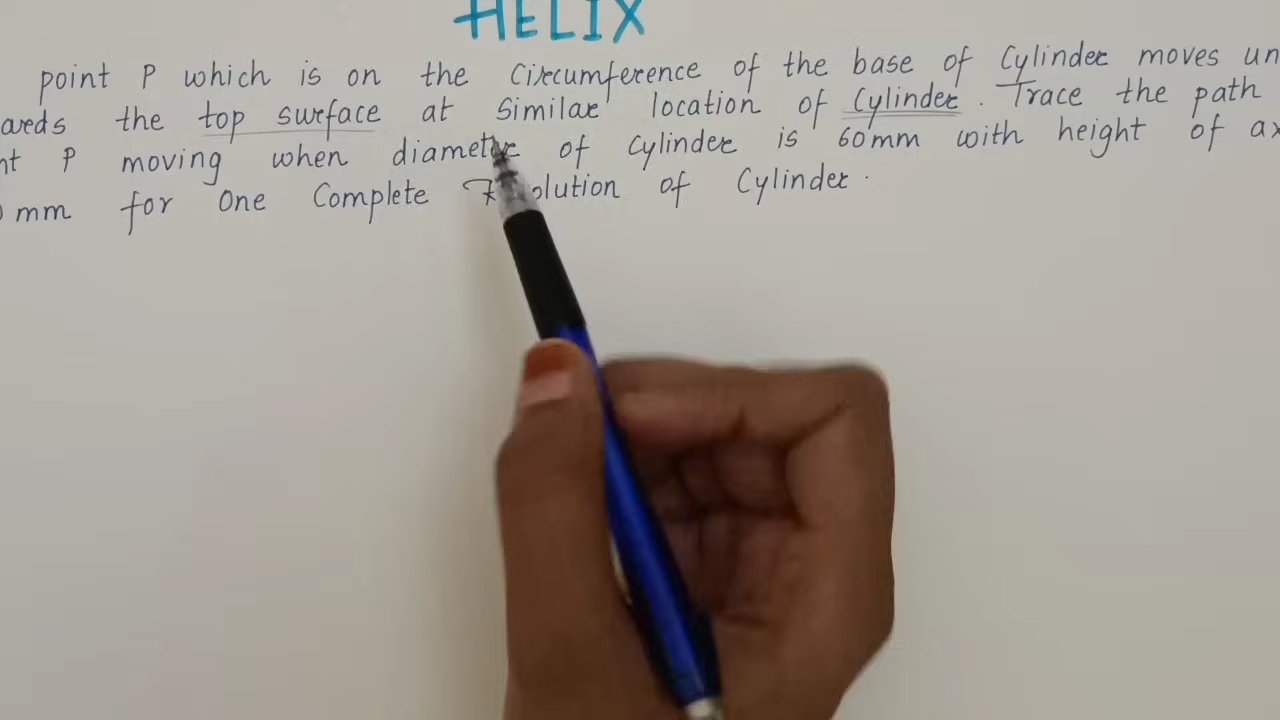 HELIX
point P which is on the Circumference of the base of Cylinder moves un
the top surface at similar location of Cylinder. Trace the path
P moving when diameter of Cylinder is 60mm with height of
mm for One Complete of Cylinder.